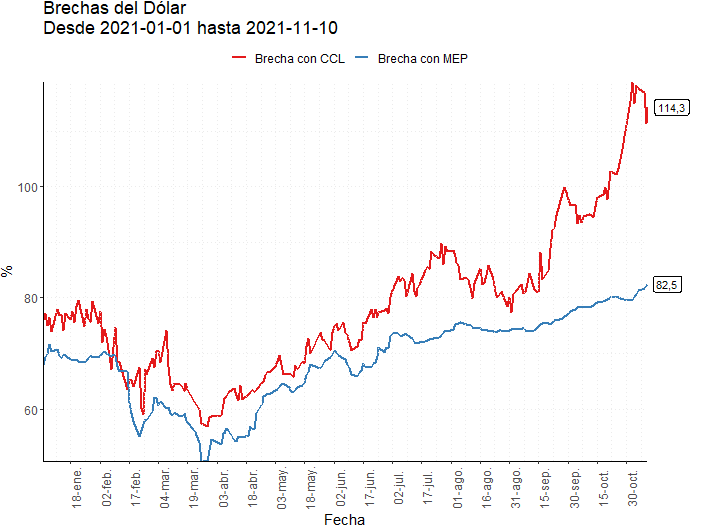 Brechas del Dólar
Desde 2021-01-01 hasta 2021-11-10
Brecha con CCL Brecha con MEP
114,3
100
82,5
80
60
%
18-ene. 02-feb. 17-feb. 04-mar. 19-mar. 03-abr. 18-abr. 03-may. 18-may. 02-jun. 17-jun. 02-jul. 17-jul. 01-ago. 16-ago. 31-ago. 15-sep. 30-sep. 15-oct. 30-oct.
Fecha